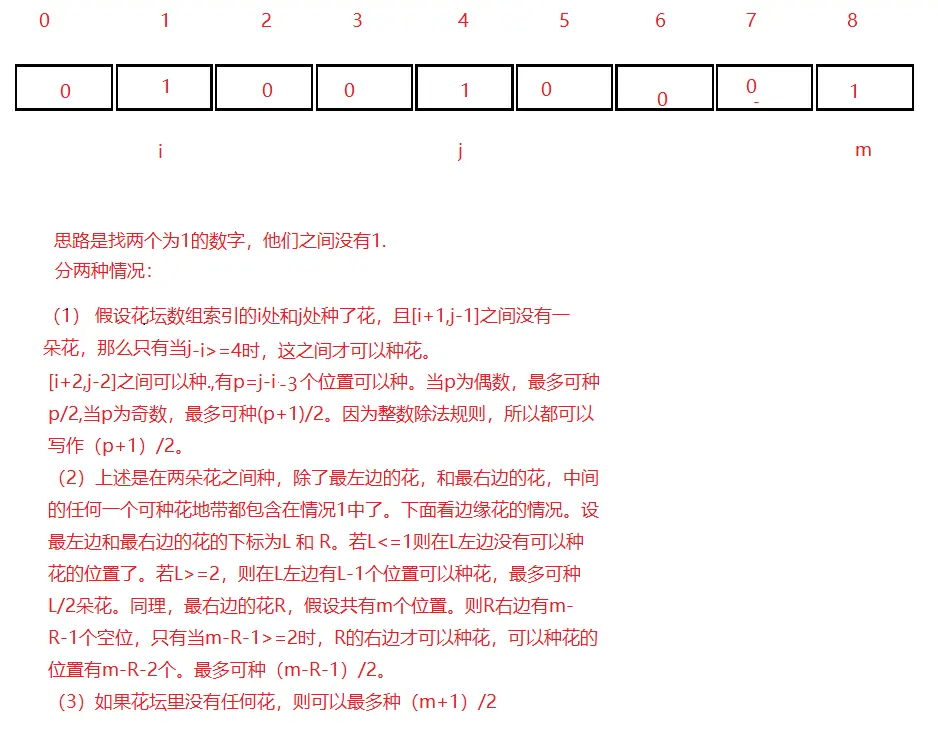 0 1 2 3 4 5 6 7 8
0 1 0 0 1 0 0 0 1
-
i j m
思路是找两个为1的数字，他们之间没有1.
分两种情况：
（1） 假设花坛数组索引的i处和j处种了花，且[i+1,j-1]之间没有一
朵花，那么只有当j-i>=4时，这之间才可以种花。
[i+2,j-2]之间可以种.,有p=j-i-3个位置可以种。当p为偶数，最多可种
p/2,当p为奇数，最多可种(p+1)/2。因为整数除法规则，所以都可以
写作（p+1）/2。
（2）上述是在两朵花之间种，除了最左边的花，和最右边的花，中间
的任何一个可种花地带都包含在情况1中了。下面看边缘花的情况。设
最左边和最右边的花的下标为L 和 R。若L<=1则在L左边没有可以种
花的位置了。若L>=2，则在L左边有L-1个位置可以种花，最多可种
L/2朵花。同理，最右边的花R，假设共有m个位置。则R右边有m-
R-1个空位，只有当m-R-1>=2时，R的右边才可以种花，可以种花的
位置有m-R-2个。最多可种（m-R-1）/2。
（3）如果花坛里没有任何花，则可以最多种（m+1）/2